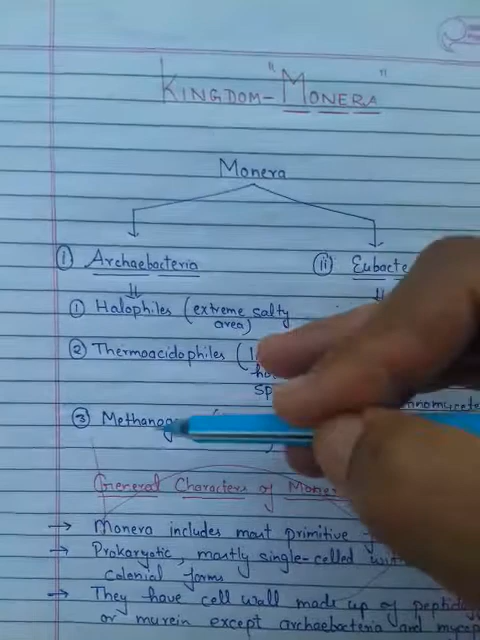 KINGDOM- "MONERA"
Monera
(i) Archaebacteria
(ii) Eubacte
① Halophiles (extreme salty
area)
② Thermoacidophiles (
③ Methanog
General Characters of Moner
→ Monera includes most primitive
→ Prokaryotic, mostly single-celled
colonial forms
→ They have cell wall made up of peptid
or murein except archaebacteria and myco